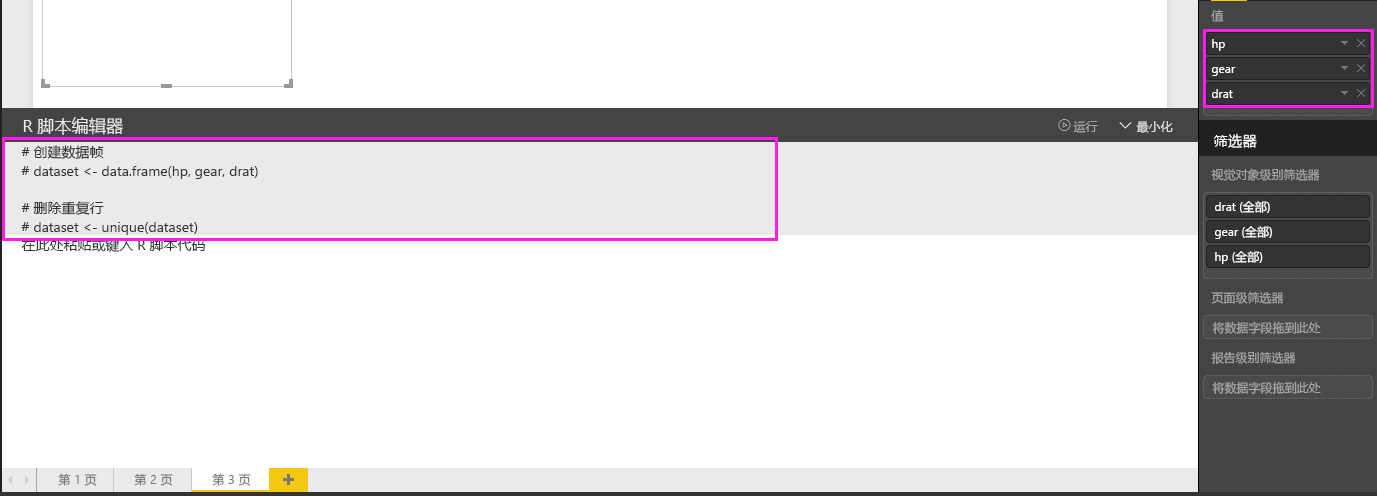 值
hp
gear
drat
R 脚本编辑器
运行
最小化
# 创建数据帧
# dataset <- data.frame(hp, gear, drat)
# 删除重复行
# dataset <- unique(dataset)
在此处粘贴或键入 R 脚本代码
筛选器
视觉对象级别筛选器
drat (全部)
gear (全部)
hp (全部)
页面级筛选器
将数据字段拖到此处
报告级别筛选器
将数据字段拖到此处
第 1 页
第 2 页
第 3 页